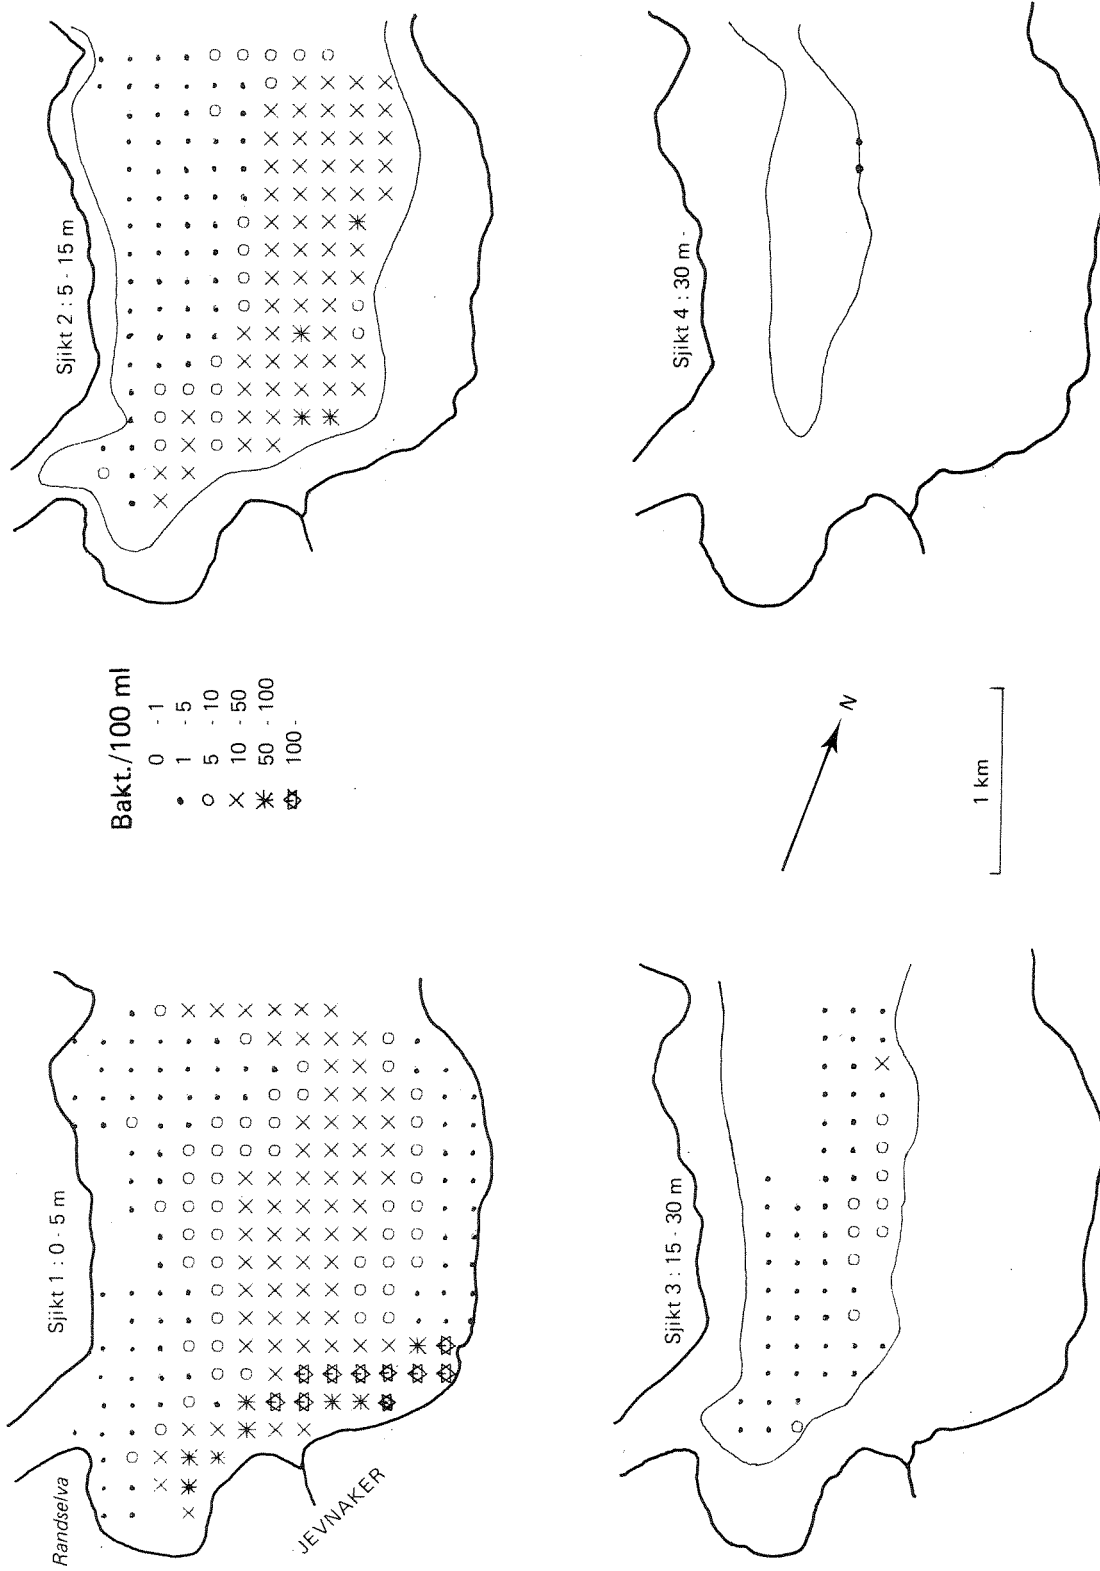 Sjikt 1 : 0 - 5 m
Randselva
JEVNAKER
Sjikt 2 : 5 - 15 m
Bakt./100 ml
0 - 1
1 - 5
5 - 10
10 - 50
50 - 100
100 -
Sjikt 3 : 15 - 30 m
Sjikt 4 : 30 m -
N
1 km